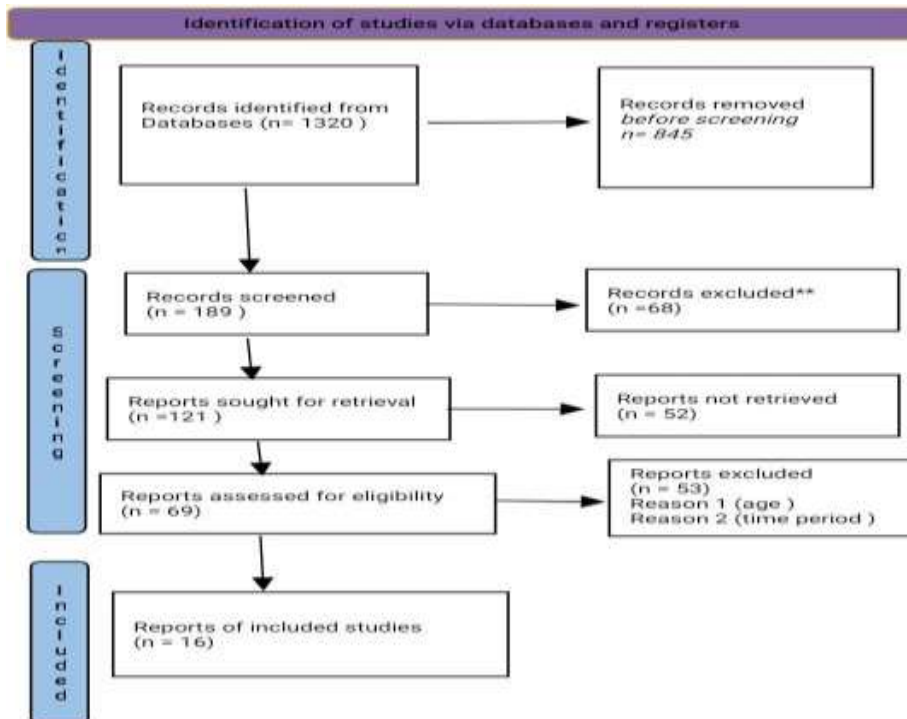 Identification of studies via databases and registers
Identification
Records identified from
Databases (n= 1320 )
Records removed
before screening
n= 845
Screening
Records screened
(n = 189 )
Records excluded**
(n =68)
Reports sought for retrieval
(n =121 )
Reports not retrieved
(n = 52)
Reports assessed for eligibility
(n = 69)
Reports excluded
(n = 53)
Reason 1 (age )
Reason 2 (time period )
Included
Reports of included studies
(n = 16)